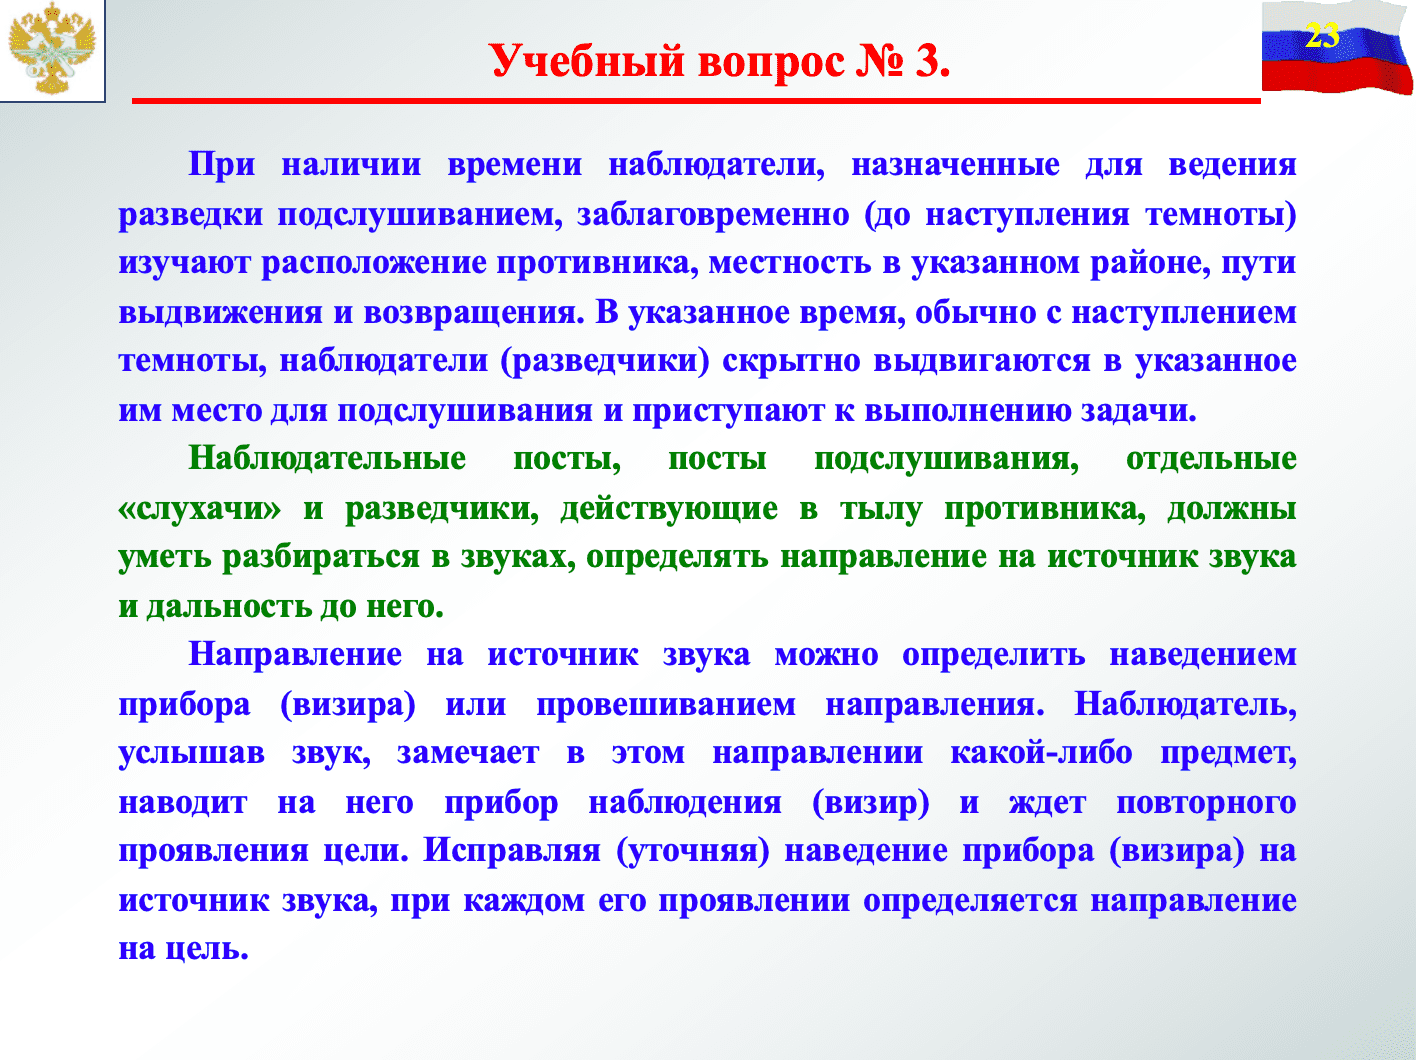 23
Учебный вопрос № 3.
При наличии времени наблюдатели, назначенные для ведения
разведки подслушиванием, заблаговременно (до наступления темноты)
изучают расположение противника, местность в указанном районе, пути
выдвижения и возвращения. В указанное время, обычно с наступлением
темноты, наблюдатели (разведчики) скрытно выдвигаются в указанное
им место для подслушивания и приступают к выполнению задачи.
Наблюдательные посты, посты подслушивания, отдельные
«слухачи» и разведчики, действующие в тылу противника, должны
уметь разбираться в звуках, определять направление на источник звука
и дальность до него.
Направление на источник звука можно определить наведением
прибора (визира) или провешиванием направления. Наблюдатель,
услышав звук, замечает в этом направлении какой-либо предмет,
наводит на него прибор наблюдения (визир) и ждет повторного
проявления цели. Исправляя (уточняя) наведение прибора (визира) на
источник звука, при каждом его проявлении определяется направление
на цель.